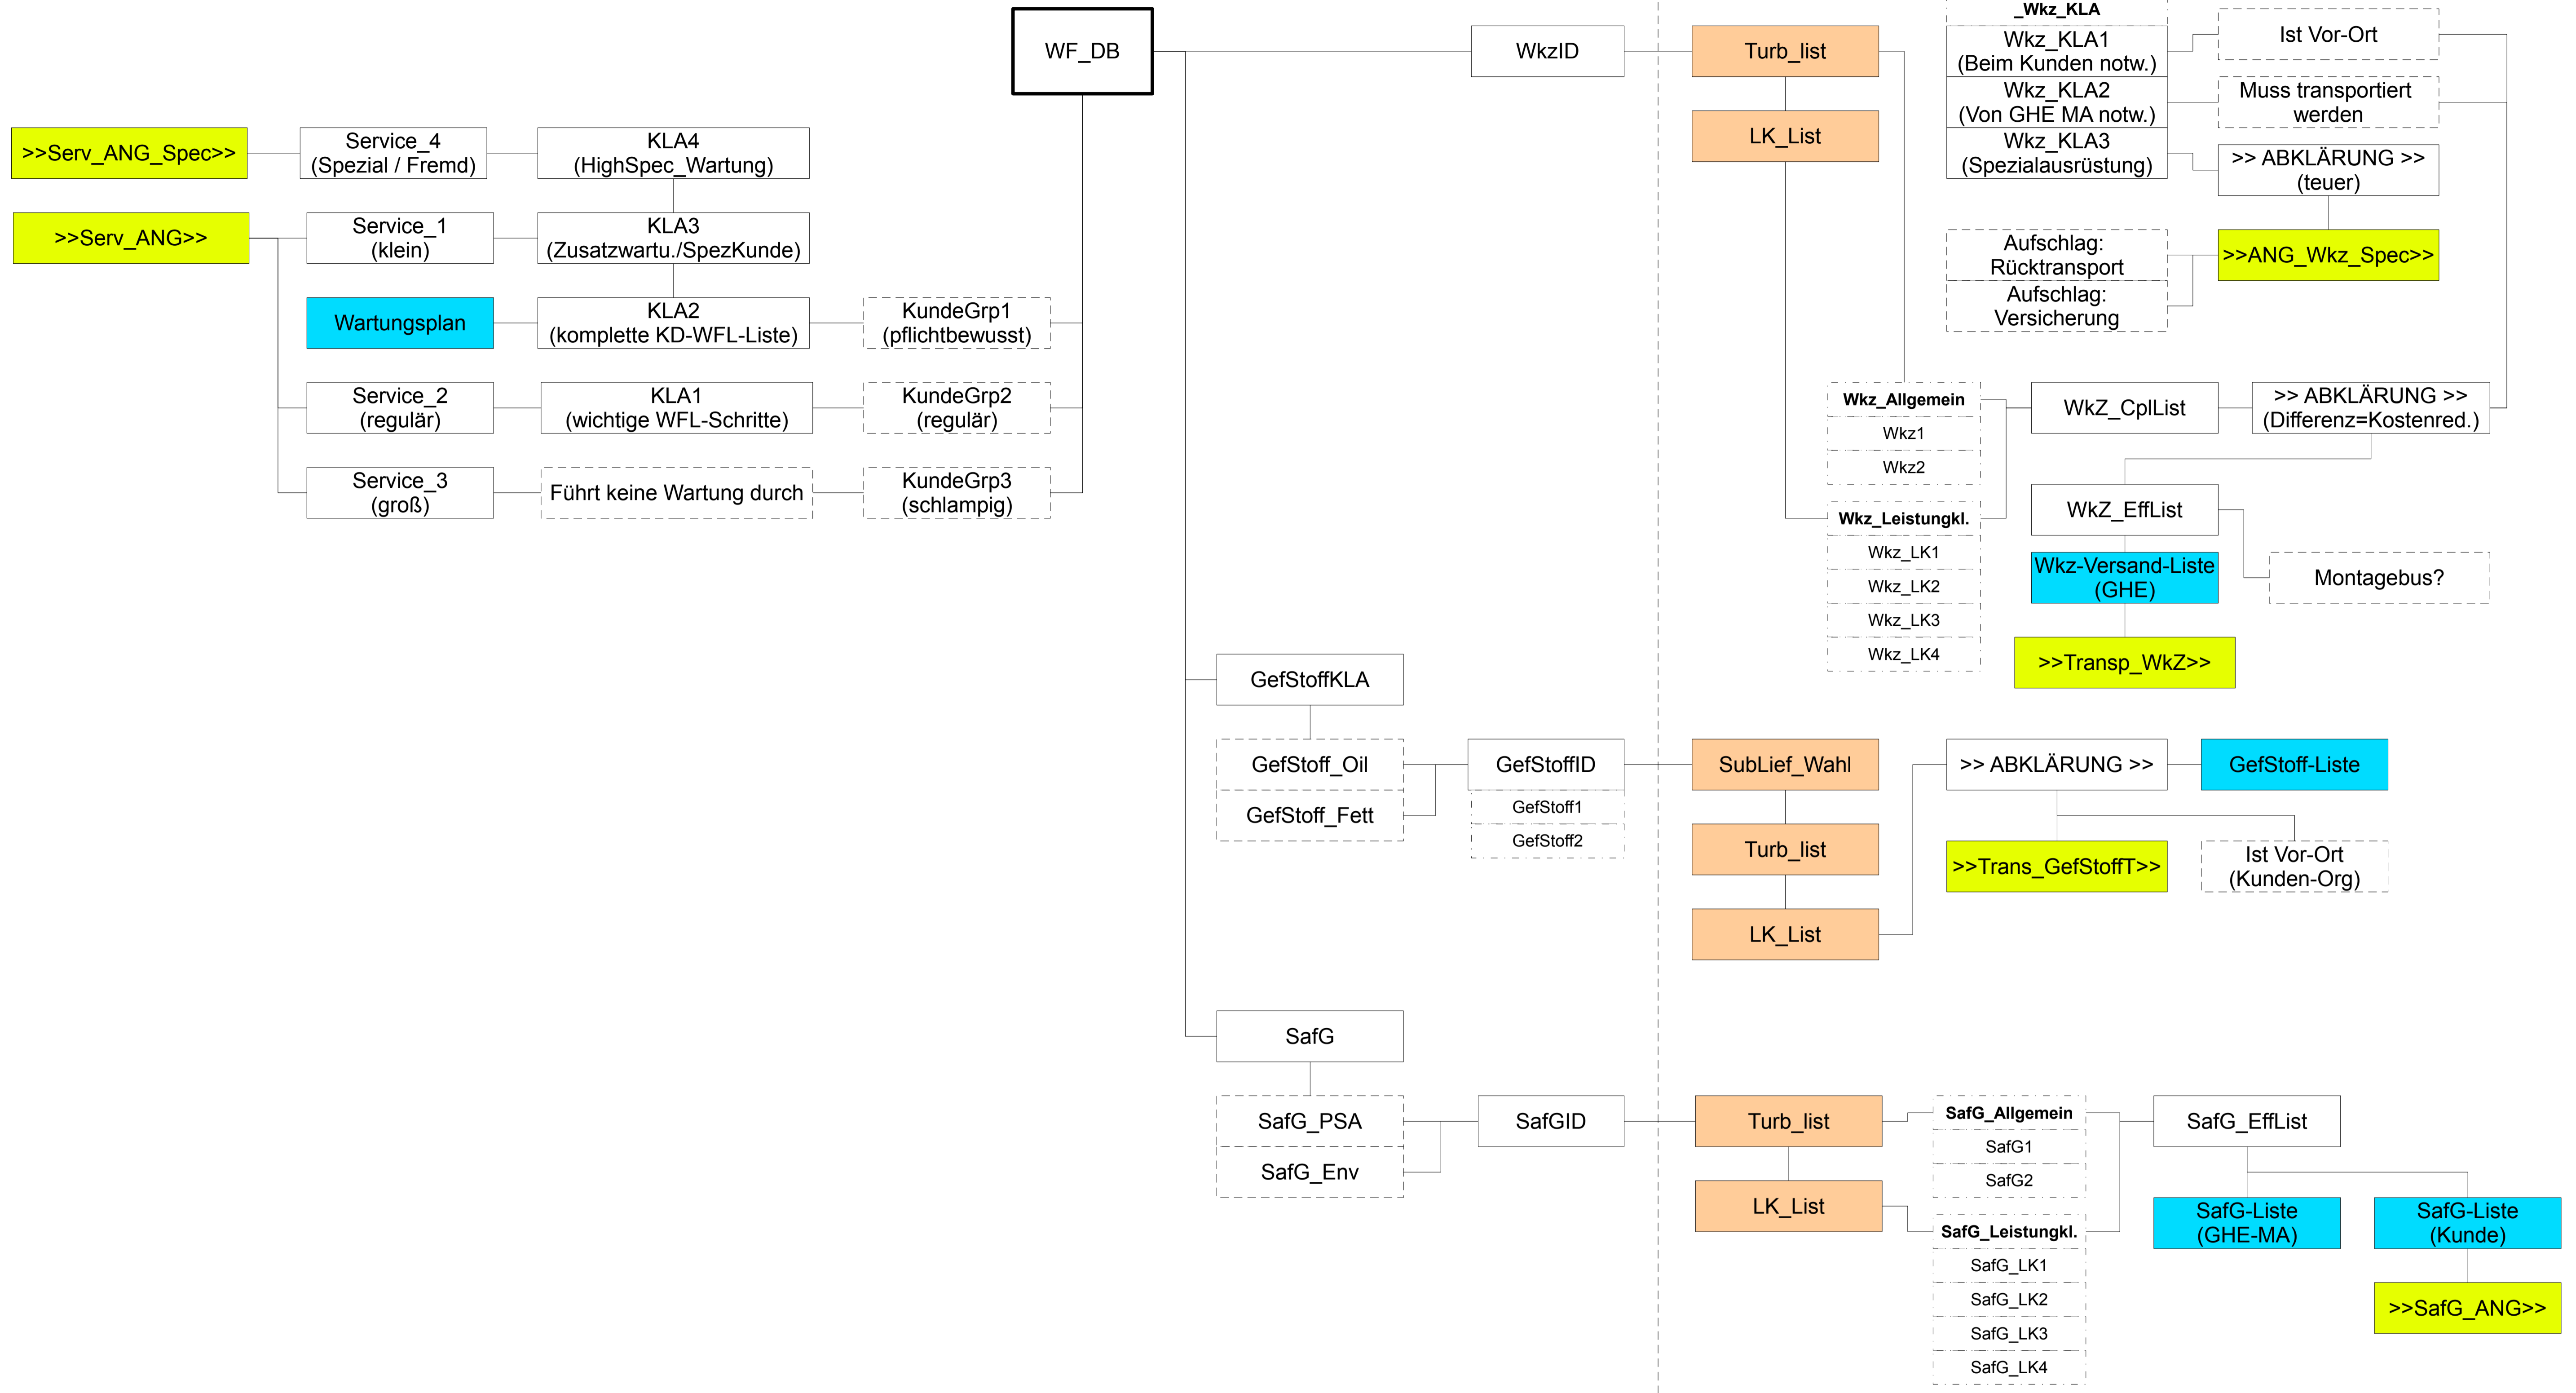 _Wkz_KLA
WF_DB
WkzID
Turb_list
Wkz_KLA1
(Beim Kunden notw.)
Ist Vor-Ort
Wkz_KLA2
(Von GHE MA notw.)
Muss transportiert
werden
LK_List
Wkz_KLA3
(Spezialausrüstung)
>> ABKLÄRUNG >>
(teuer)
>>Serv_ANG_Spec>>
Service_4
(Spezial / Fremd)
KLA4
(HighSpec_Wartung)
>>Serv_ANG>>
Service_1
(klein)
KLA3
(Zusatzwartu./SpezKunde)
Aufschlag:
Rücktransport
>>ANG_Wkz_Spec>>
Aufschlag:
Versicherung
Wartungsplan
KLA2
(komplette KD-WFL-Liste)
KundeGrp1
(pflichtbewusst)
Service_2
(regulär)
KLA1
(wichtige WFL-Schritte)
KundeGrp2
(regulär)
Wkz_Allgemein
Wkz1
Wkz2
WkZ_CplList
>> ABKLÄRUNG >>
(Differenz=Kostenred.)
Service_3
(groß)
Führt keine Wartung durch
KundeGrp3
(schlampig)
Wkz_Leistungkl.
Wkz_LK1
Wkz_LK2
Wkz_LK3
Wkz_LK4
WkZ_EffList
Wkz-Versand-Liste
(GHE)
Montagebus?
>>Transp_WkZ>>
GefStoffKLA
GefStoff_Oil
GefStoff_Fett
GefStoffID
GefStoff1
GefStoff2
SubLief_Wahl
Turb_list
LK_List
>> ABKLÄRUNG >>
GefStoff-Liste
>>Trans_GefStoffT>>
Ist Vor-Ort
(Kunden-Org)
SafG
SafG_PSA
SafG_Env
SafGID
Turb_list
LK_List
SafG_Allgemein
SafG1
SafG2
SafG_Leistungkl.
SafG_LK1
SafG_LK2
SafG_LK3
SafG_LK4
SafG_EffList
SafG-Liste
(GHE-MA)
SafG-Liste
(Kunde)
>>SafG_ANG>>